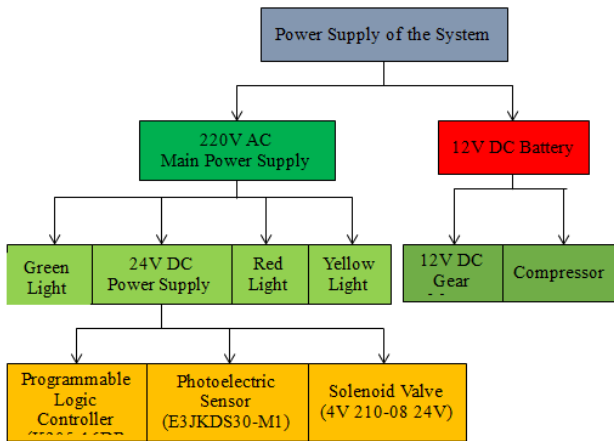 Power Supply of the System
220V AC
Main Power Supply
12V DC Battery
Green
Light
24V DC
Power Supply
Red
Light
Yellow
Light
12V DC
Gear
Compressor
Programmable
Logic
Controller
Photoelectric
Sensor
(E3JKDS30-M1)
Solenoid Valve
(4V 210-08 24V)